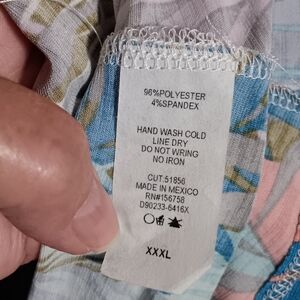 96%POLYESTER
4%SPANDEX
HAND WASH COLD
LINE DRY
DO NOT WRING
NO IRON
CUT.51856
MADE IN MEXICO
RN#156758
D90233-6416X
XXXL